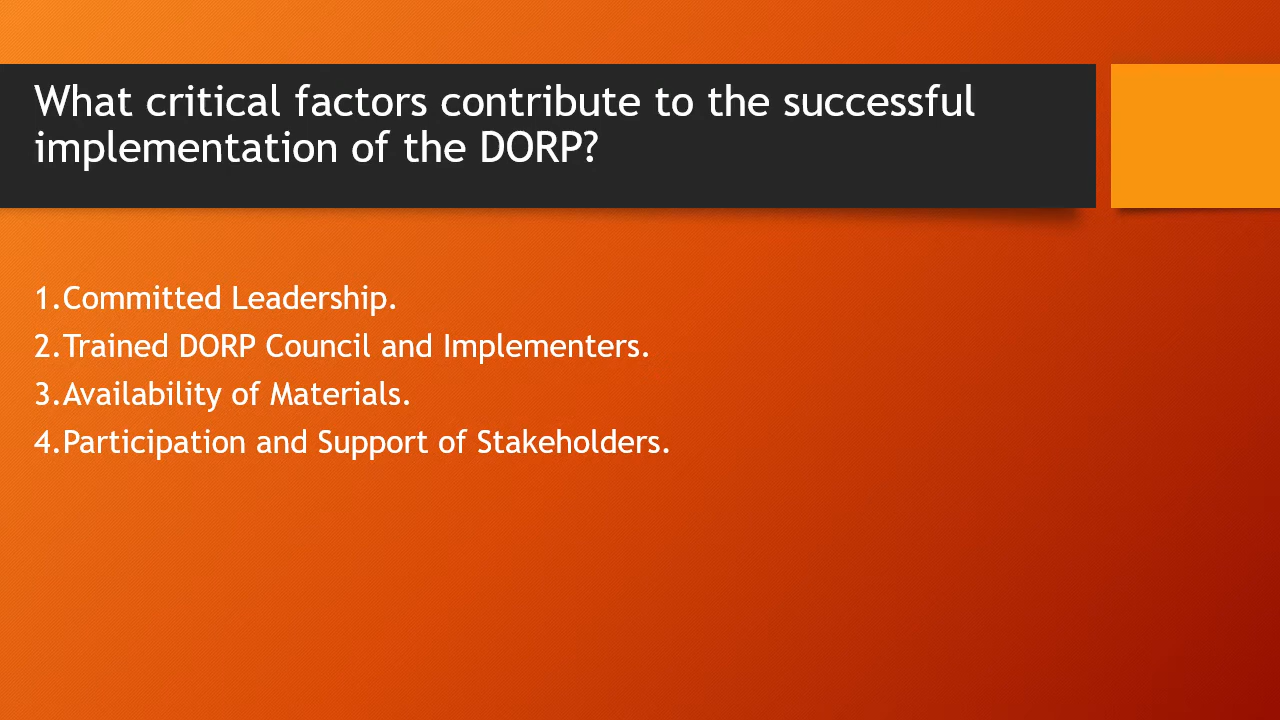 What critical factors contribute to the successful
implementation of the DORP?
1.Committed Leadership.
2.Trained DORP Council and Implementers.
3.Availability of Materials.
4.Participation and Support of Stakeholders.